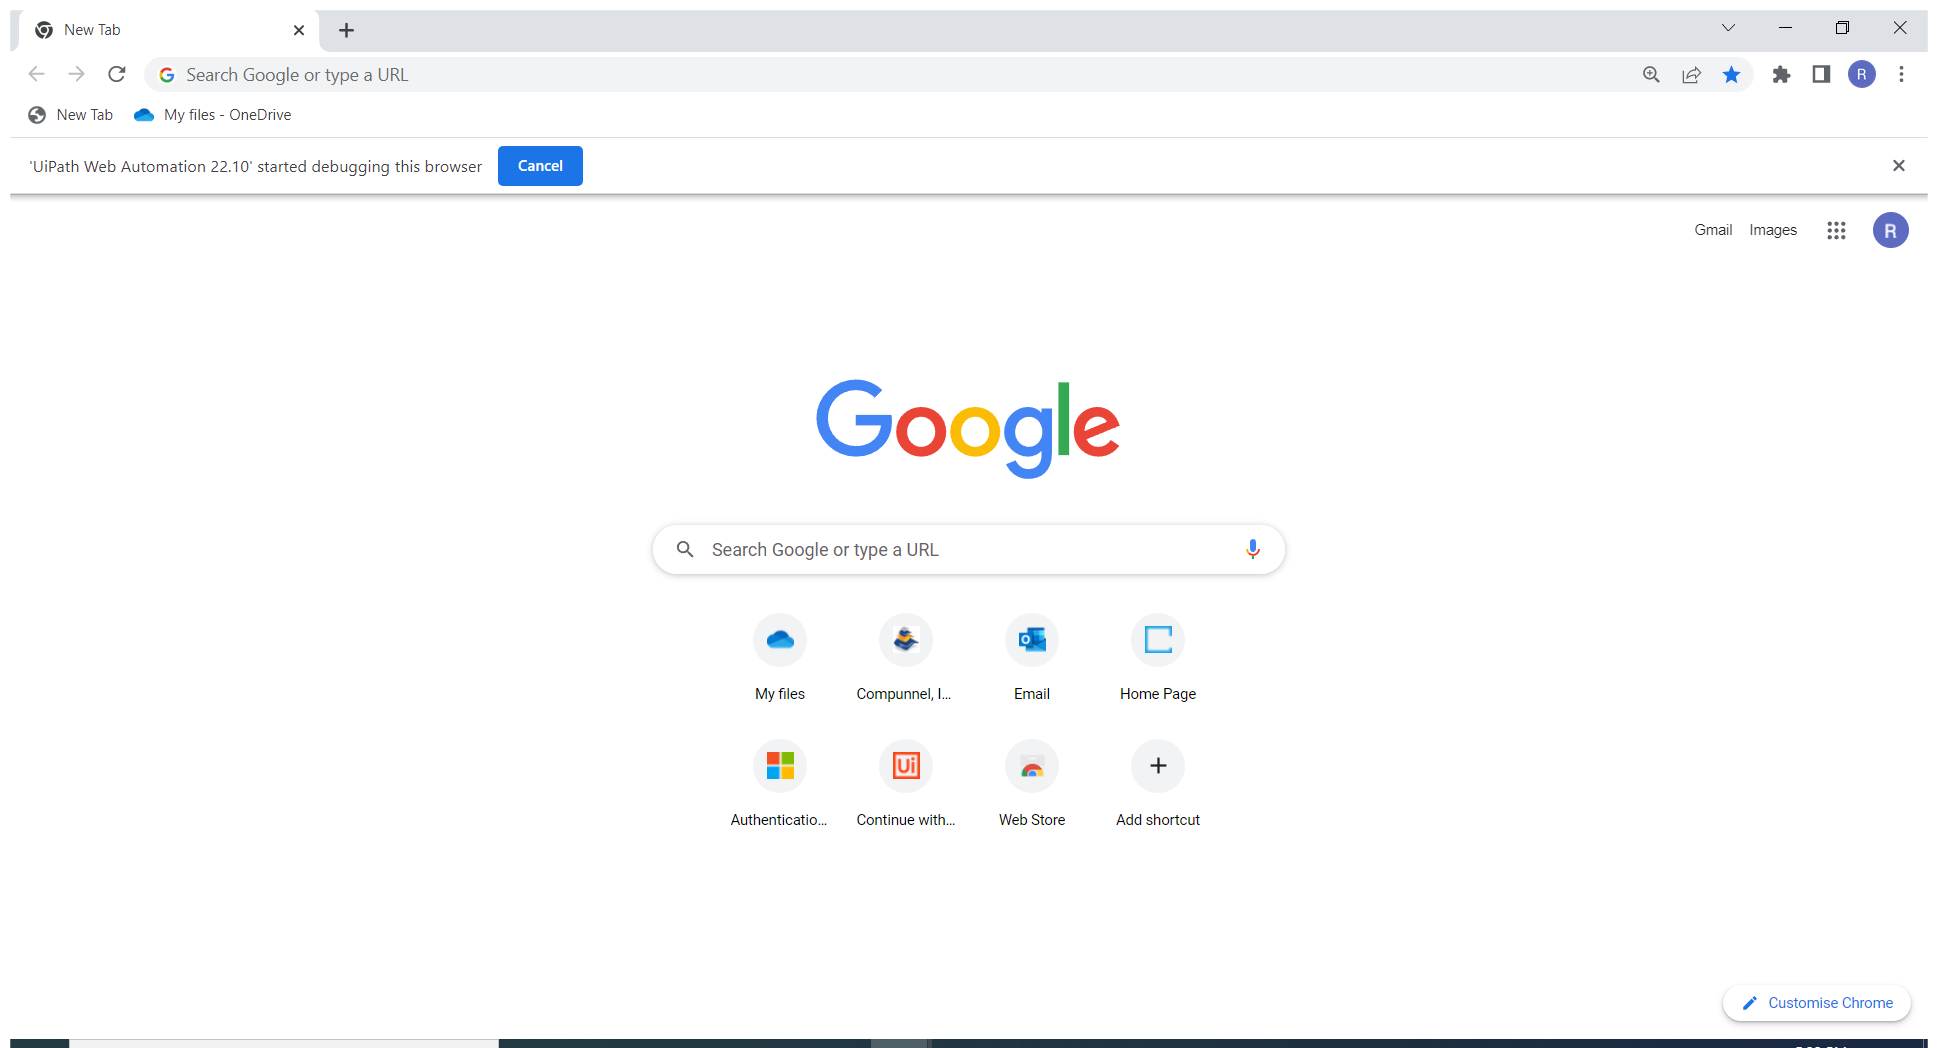 New Tab
Search Google or type a URL
R
New Tab
My files - OneDrive
'UiPath Web Automation 22.10' started debugging this browser
Cancel
Gmail
Images
R
Google
Search Google or type a URL
My files
Compunnel, I...
Email
Home Page
Ui
Authenticatio...
Continue with...
Web Store
Add shortcut
Customise Chrome